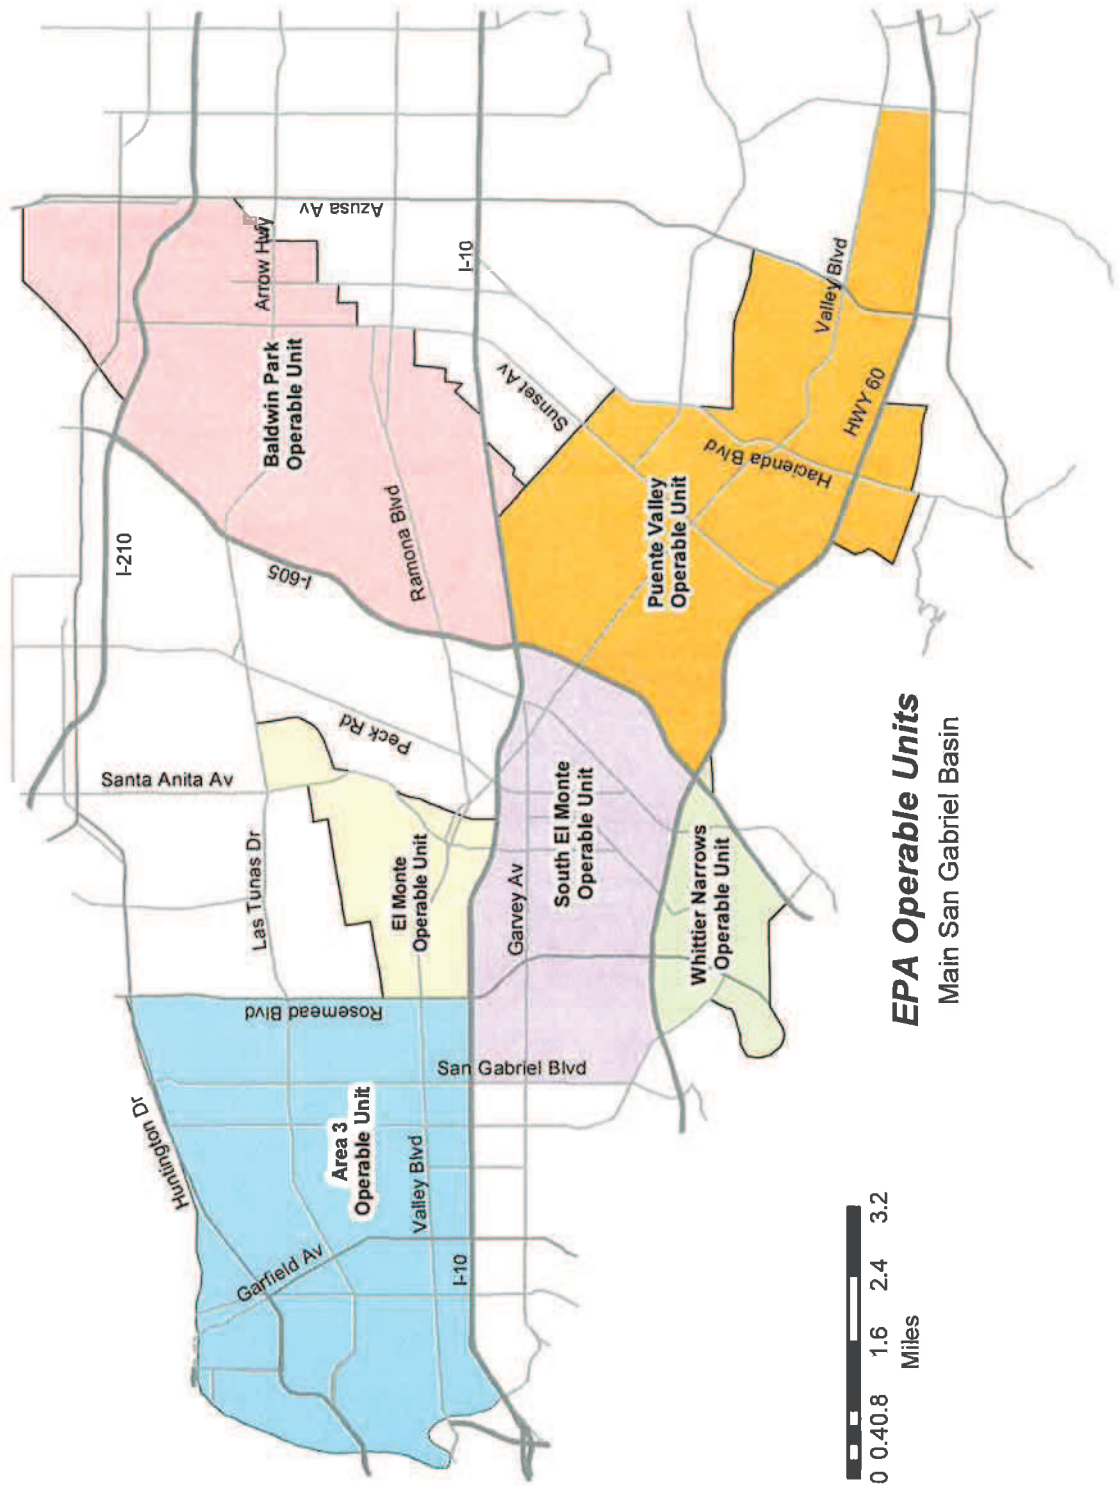 Huntington Dr
Las Tunas Dr
Santa Anita Av
I-210
Arrow Hwy
Azusa Av
Garfield Av
Rosemead Blvd
Peck Rd
I-605
Baldwin Park
Operable Unit
Area 3
Operable Unit
Valley Blvd
El Monte
Operable Unit
Ramona Blvd
I-10
I-10
San Gabriel Blvd
Garvey Av
Sunset Av
South El Monte
Operable Unit
Puente Valley
Operable Unit
Hacienda Blvd
Valley Blvd
HWY 60
Whittier Narrows
Operable Unit
EPA Operable Units
Main San Gabriel Basin
0 0.40.8 1.6 2.4 3.2
Miles